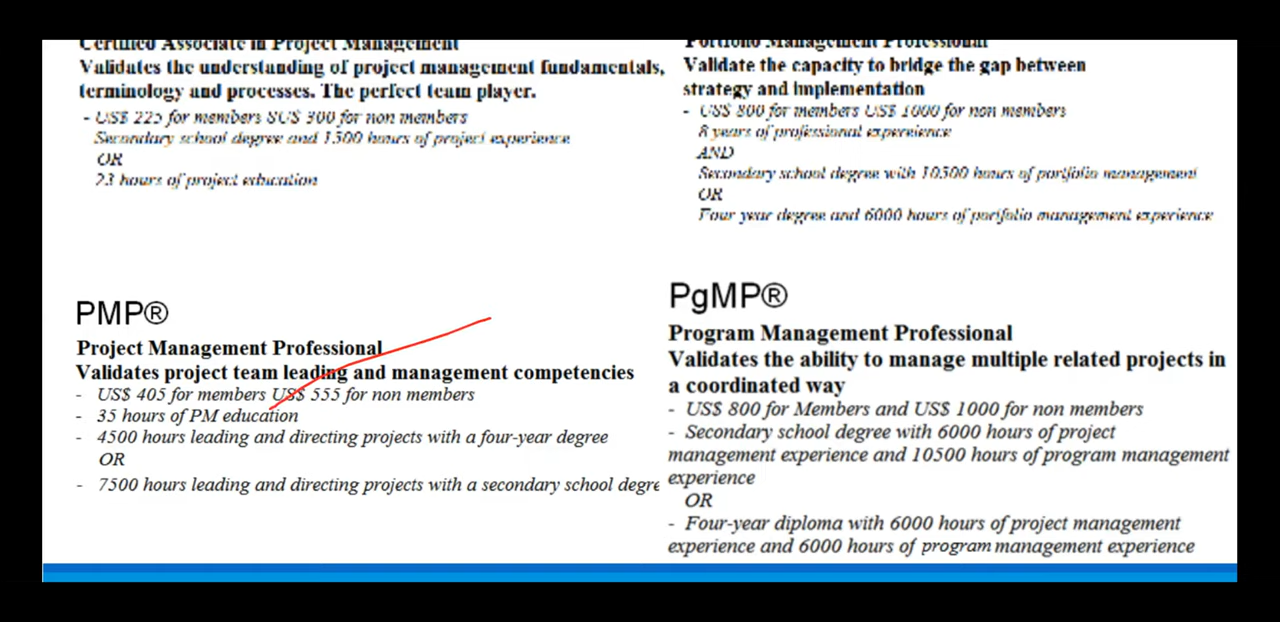 Certified Associate in Project Management
Validates the understanding of project management fundamentals,
terminology and processes. The perfect team player.
- US$ 225 for members &US$ 300 for non members
Secondary school degree and 1500 hours of project experience
OR
23 hours of project education
Portfolio Management Professional
Validate the capacity to bridge the gap between
strategy and implementation
- US$ 800 for members US$ 1000 for non members
8 years of professional expereience
AND
Secondary school degree with 10500 hours of portfolio management
OR
Four year degree and 6000 hours of portfolio management experience
PMP®
Project Management Professional
Validates project team leading and management competencies
- US$ 405 for members US$ 555 for non members
- 35 hours of PM education
- 4500 hours leading and directing projects with a four-year degree
OR
- 7500 hours leading and directing projects with a secondary school degre
PgMP®
Program Management Professional
Validates the ability to manage multiple related projects in
a coordinated way
- US$ 800 for Members and US$ 1000 for non members
- Secondary school degree with 6000 hours of project
management experience and 10500 hours of program management
experience
OR
- Four-year diploma with 6000 hours of project management
experience and 6000 hours of program management experience